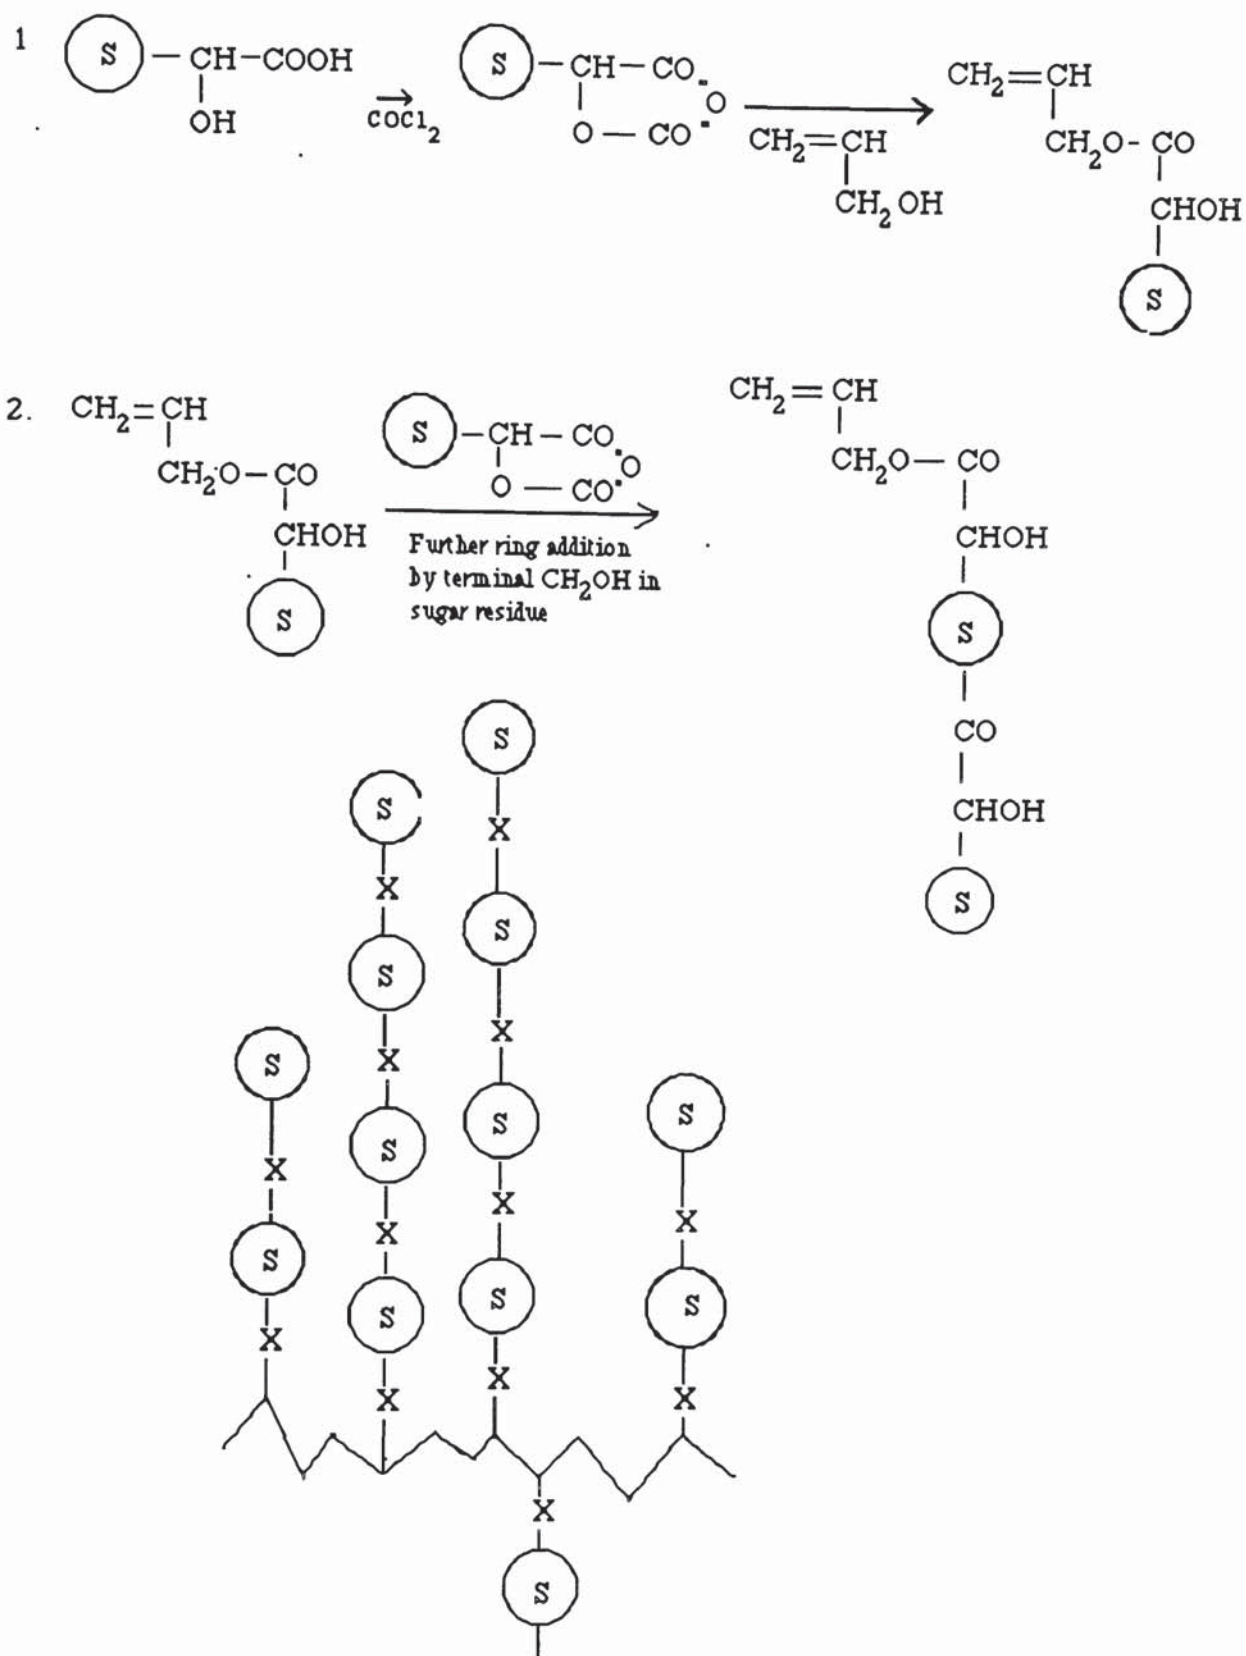 1
S — CH — COOH
OH
→
COCl₂
S — CH — CO
O
O — CO
CH₂=CH
CH₂OH
CH₂=CH
CH₂O- CO
CHOH
S
2.
CH₂=CH
CH₂O — CO
CHOH
S
S — CH — CO
O
O — CO
Further ring addition
by terminal CH₂OH in
sugar residue
CH₂=CH
CH₂O — CO
CHOH
S
CO
CHOH
S
S
X
S
X
S
S
X
S
X
S
X
S
X
S
X
S
X
S
X
S
X
S
X
S
X
X
S